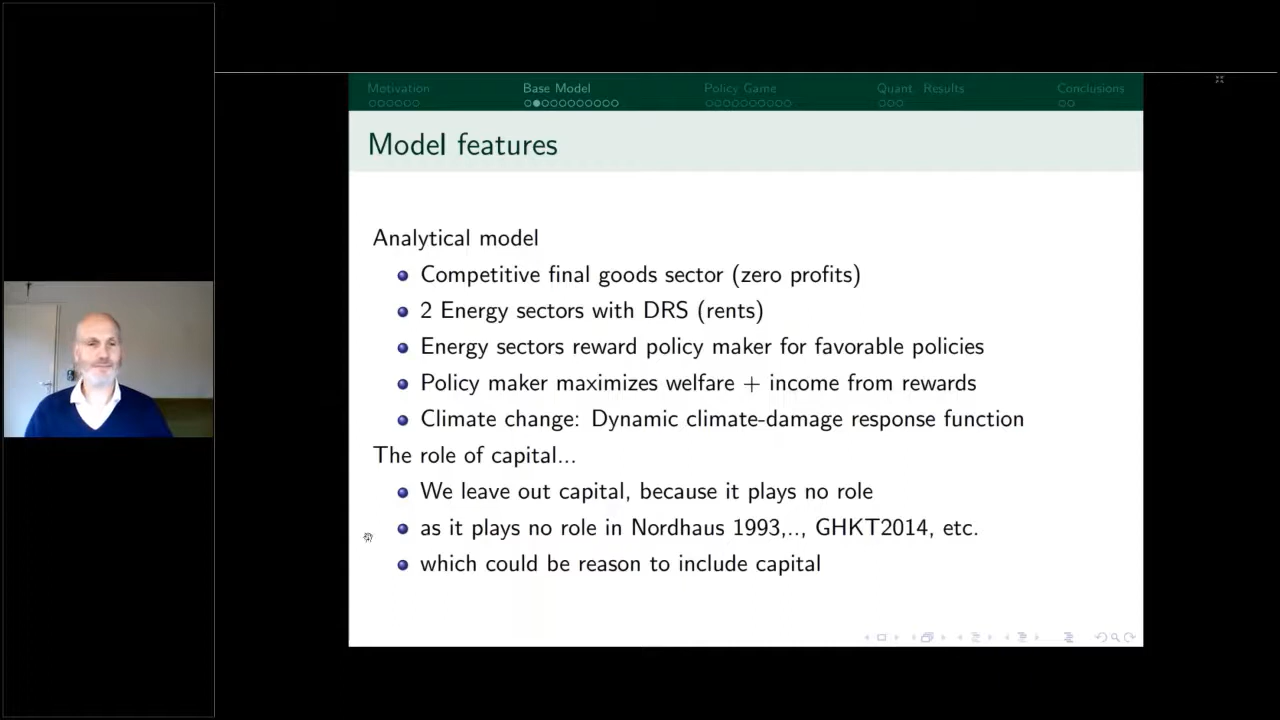 Motivation Base Model Policy Game Quant. Results Conclusions
Model features
Analytical model
Competitive final goods sector (zero profits)
2 Energy sectors with DRS (rents)
Energy sectors reward policy maker for favorable policies
Policy maker maximizes welfare + income from rewards
Climate change: Dynamic climate-damage response function
The role of capital...
We leave out capital, because it plays no role
as it plays no role in Nordhaus 1993,.., GHKT2014, etc.
which could be reason to include capital